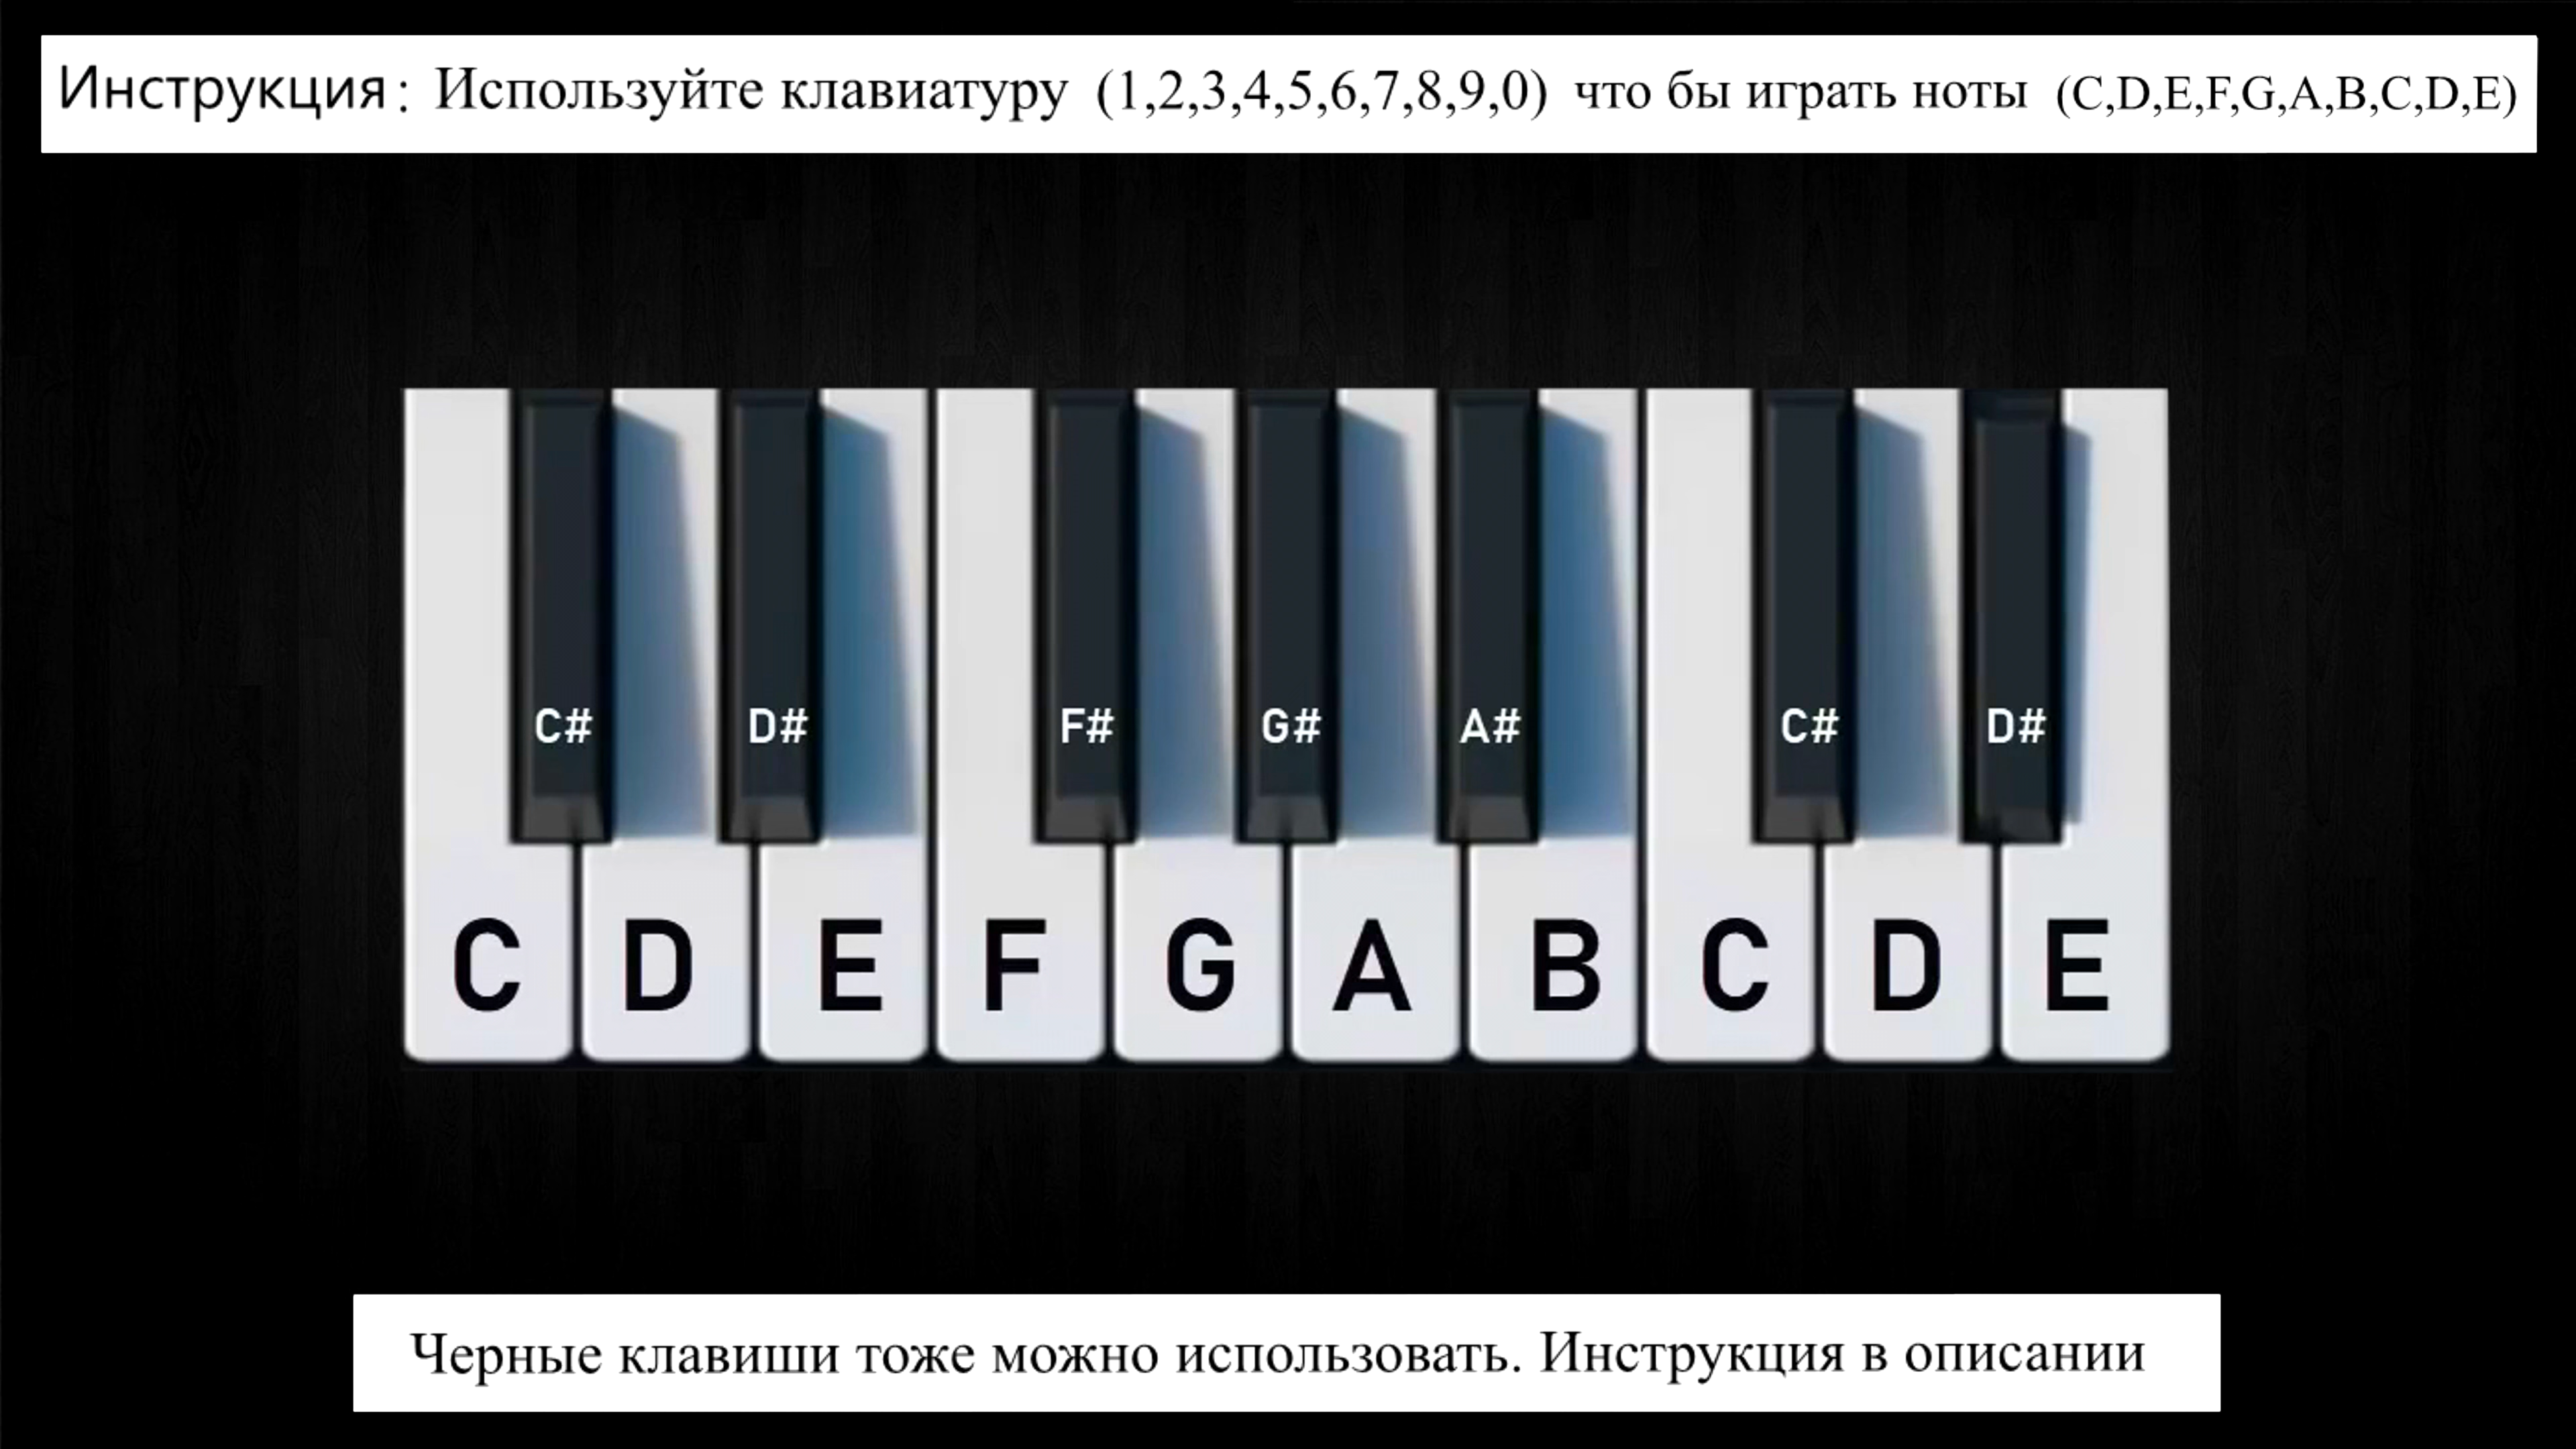 Инструкция: Используйте клавиатуру (1,2,3,4,5,6,7,8,9,0) что бы играть ноты (C,D,E,F,G,A,B,C,D,E)
C# D# F# G# A# C# D#
C D E F G A B C D E
Черные клавиши тоже можно использовать. Инструкция в описании